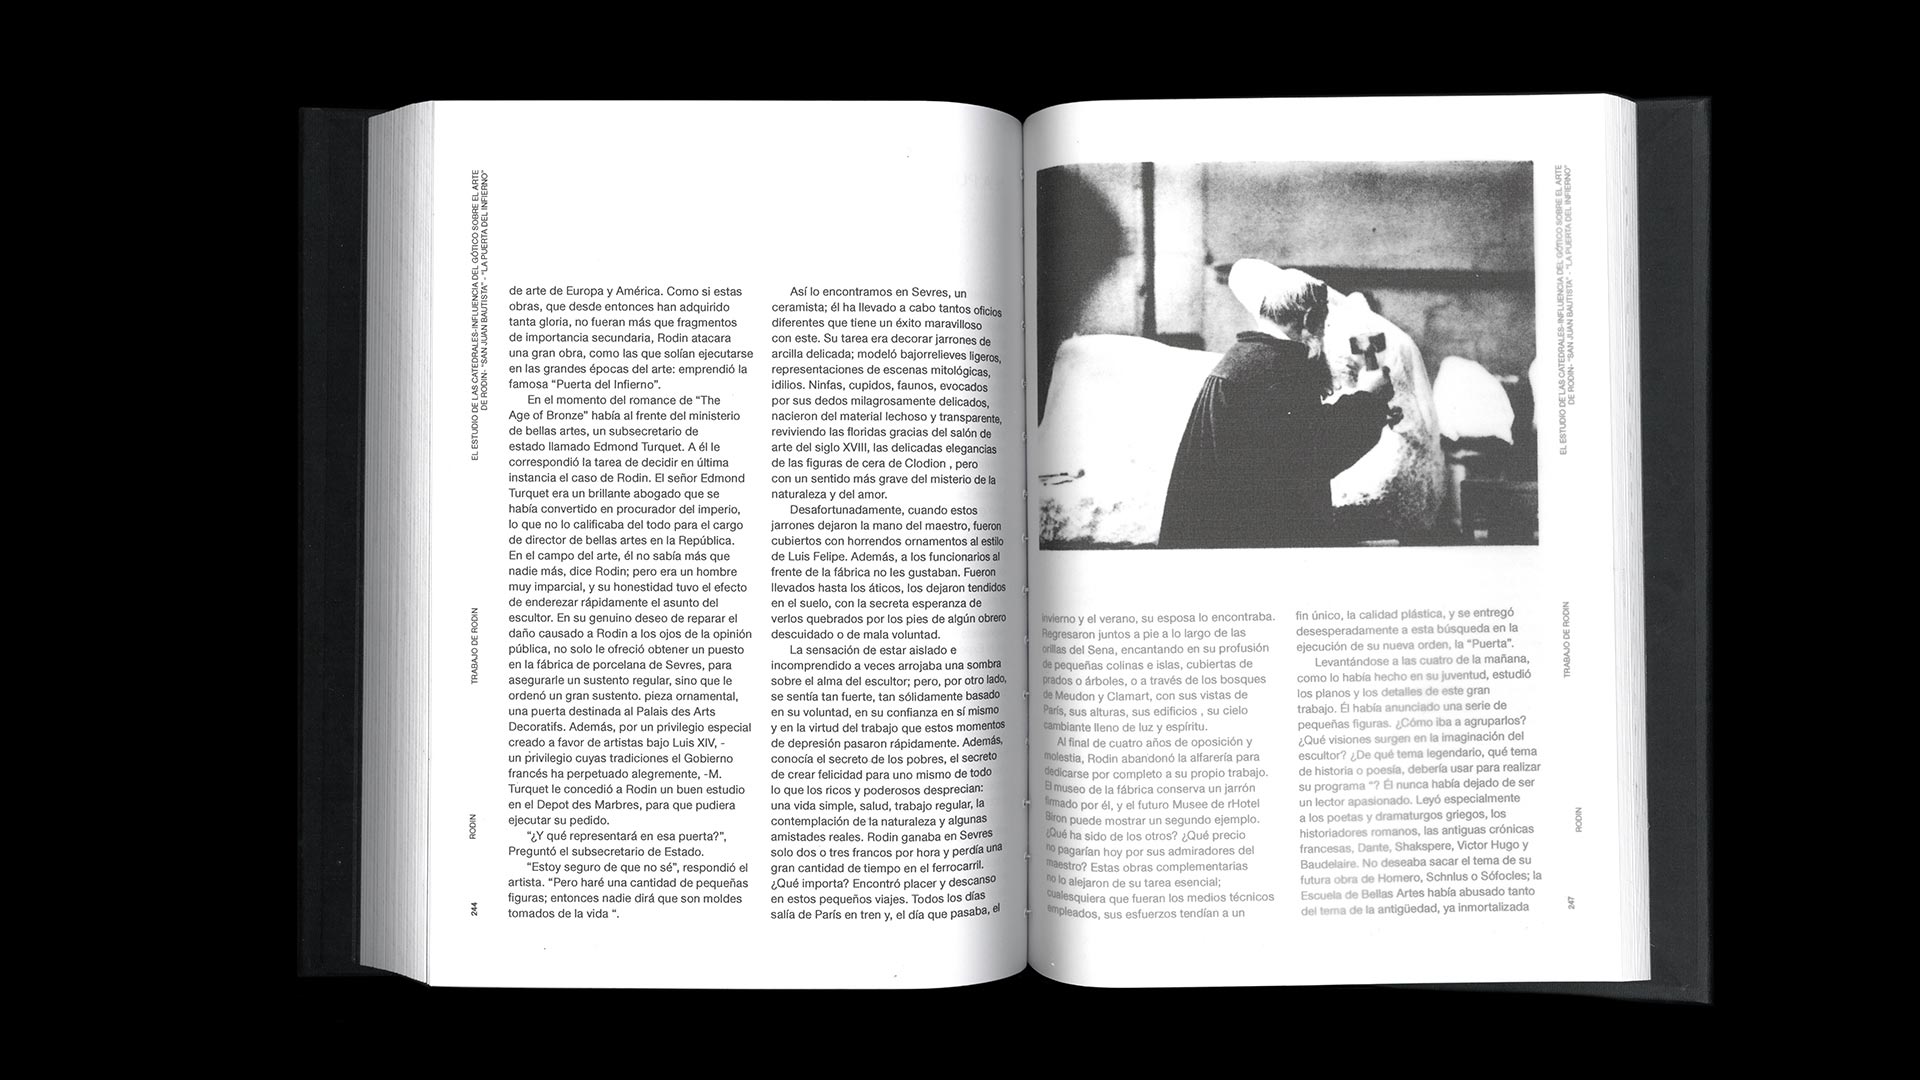 EL ESTUDIO DE LAS CATEDRALES-INFLUENCIA DEL GÓTICO SOBRE EL ARTE
DE RODIN- "SAN JUAN BAUTISTA" - "LA PUERTA DEL INFIERNO"
TRABAJO DE RODIN
RODIN
244
de arte de Europa y América. Como si estas
obras, que desde entonces han adquirido
tanta gloria, no fueran más que fragmentos
de importancia secundaria, Rodin atacara
una gran obra, como las que solían ejecutarse
en las grandes épocas del arte: emprendió la
famosa “Puerta del Infierno”.
En el momento del romance de “The
Age of Bronze” había al frente del ministerio
de bellas artes, un subsecretario de
estado llamado Edmond Turquet. A él le
correspondió la tarea de decidir en última
instancia el caso de Rodin. El señor Edmond
Turquet era un brillante abogado que se
había convertido en procurador del imperio,
lo que no lo calificaba del todo para el cargo
de director de bellas artes en la República.
En el campo del arte, él no sabía más que
nadie más, dice Rodin; pero era un hombre
muy imparcial, y su honestidad tuvo el efecto
de enderezar rápidamente el asunto del
escultor. En su genuino deseo de reparar el
daño causado a Rodin a los ojos de la opinión
pública, no solo le ofreció obtener un puesto
en la fábrica de porcelana de Sevres, para
asegurarle un sustento regular, sino que le
ordenó un gran sustento. pieza ornamental,
una puerta destinada al Palais des Arts
Decoratifs. Además, por un privilegio especial
creado a favor de artistas bajo Luis XIV, -
un privilegio cuyas tradiciones el Gobierno
francés ha perpetuado alegremente, -M.
Turquet le concedió a Rodin un buen estudio
en el Depot des Marbres, para que pudiera
ejecutar su pedido.
“¿Y qué representará en esa puerta?”,
Preguntó el subsecretario de Estado.
“Estoy seguro de que no sé”, respondió el
artista. “Pero haré una cantidad de pequeñas
figuras; entonces nadie dirá que son moldes
tomados de la vida “.
Así lo encontramos en Sevres, un
ceramista; él ha llevado a cabo tantos oficios
diferentes que tiene un éxito maravilloso
con este. Su tarea era decorar jarrones de
arcilla delicada; modeló bajorrelieves ligeros,
representaciones de escenas mitológicas,
idilios. Ninfas, cupidos, faunos, evocados
por sus dedos milagrosamente delicados,
nacieron del material lechoso y transparente,
reviviendo las floridas gracias del salón de
arte del siglo XVIII, las delicadas elegancias
de las figuras de cera de Clodion , pero
con un sentido más grave del misterio de la
naturaleza y del amor.
Desafortunadamente, cuando estos
jarrones dejaron la mano del maestro, fueron
cubiertos con horrendos ornamentos al estilo
de Luis Felipe. Además, a los funcionarios al
frente de la fábrica no les gustaban. Fueron
llevados hasta los áticos, los dejaron tendidos
en el suelo, con la secreta esperanza de
verlos quebrados por los pies de algún obrero
descuidado o de mala voluntad.
La sensación de estar aislado e
incomprendido a veces arrojaba una sombra
sobre el alma del escultor; pero, por otro lado,
se sentía tan fuerte, tan sólidamente basado
en su voluntad, en su confianza en sí mismo
y en la virtud del trabajo que estos momentos
de depresión pasaron rápidamente. Además,
conocía el secreto de los pobres, el secreto
de crear felicidad para uno mismo de todo
lo que los ricos y poderosos desprecian:
una vida simple, salud, trabajo regular, la
contemplación de la naturaleza y algunas
amistades reales. Rodin ganaba en Sevres
solo dos o tres francos por hora y perdía una
gran cantidad de tiempo en el ferrocarril.
¿Qué importa? Encontró placer y descanso
en estos pequeños viajes. Todos los días
salía de París en tren y, el día que pasaba, el
invierno y el verano, su esposa lo encontraba.
Regresaron juntos a pie a lo largo de las
orillas del Sena, encantando en su profusión
de pequeñas colinas e islas, cubiertas de
prados o árboles, o a través de los bosques
de Meudon y Clamart, con sus vistas de
París, sus alturas, sus edificios , su cielo
cambiante lleno de luz y espíritu.
Al final de cuatro años de oposición y
molestia, Rodin abandonó la alfarería para
dedicarse por completo a su propio trabajo.
El museo de la fábrica conserva un jarrón
firmado por él, y el futuro Musee de rHotel
Biron puede mostrar un segundo ejemplo.
¿Qué ha sido de los otros? ¿Qué precio
no pagarían hoy por sus admiradores del
maestro? Estas obras complementarias
no lo alejaron de su tarea esencial;
cualesquiera que fueran los medios técnicos
empleados, sus esfuerzos tendían a un
fin único, la calidad plástica, y se entregó
desesperadamente a esta búsqueda en la
ejecución de su nueva orden, la “Puerta”.
Levantándose a las cuatro de la mañana,
como lo había hecho en su juventud, estudió
los planos y los detalles de este gran
trabajo. Él había anunciado una serie de
pequeñas figuras. ¿Cómo iba a agruparlos?
¿Qué visiones surgen en la imaginación del
escultor? ¿De qué tema legendario, qué tema
de historia o poesía, debería usar para realizar
su programa “? Él nunca había dejado de ser
un lector apasionado. Leyó especialmente
a los poetas y dramaturgos griegos, los
historiadores romanos, las antiguas crónicas
francesas, Dante, Shakspere, Victor Hugo y
Baudelaire. No deseaba sacar el tema de su
futura obra de Homero, Schnlus o Sófocles; la
Escuela de Bellas Artes había abusado tanto
del tema de la antigüedad, ya inmortalizada
EL ESTUDIO DE LAS CATEDRALES-INFLUENCIA DEL GÓTICO SOBRE EL ARTE
DE RODIN- "SAN JUAN BAUTISTA" - "LA PUERTA DEL INFIERNO"
TRABAJO DE RODIN
RODIN
247